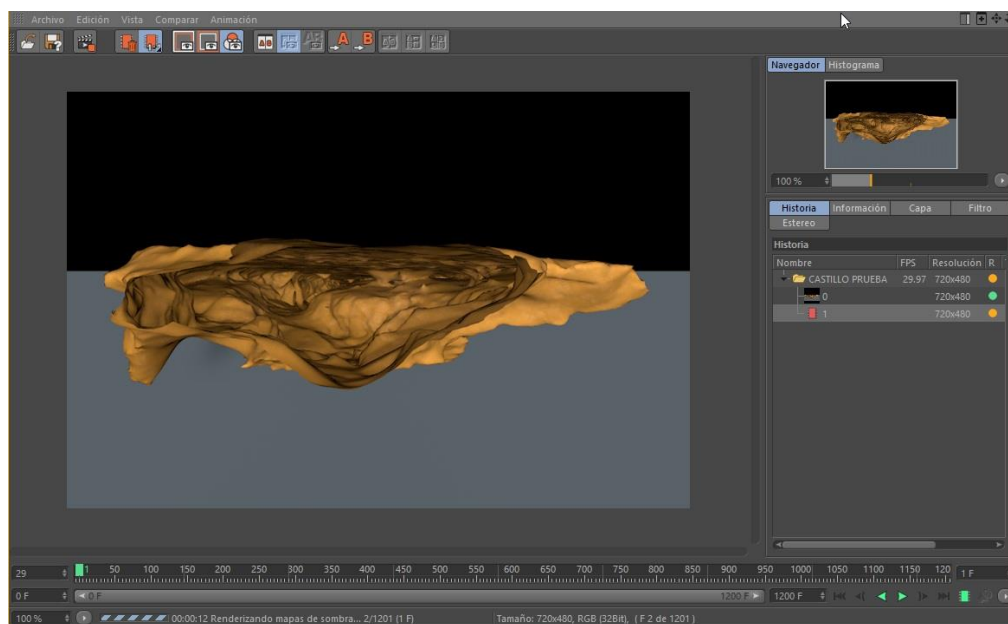 Archivo Edición Vista Comparar Animación
Navegador Histograma
100 %
Historia Información Capa Filtro
Estereo
Historia
Nombre FPS Resolución R
CASTILLO PRUEBA 29.97 720x480
0 720x480
1 720x480
29 1 50 100 150 200 250 300 350 400 450 500 550 600 650 700 750 800 850 900 950 1000 1050 1100 1150 120 1 F
0 F 0 F 1200 F 1200 F
100 % 00:00:12 Renderizando mapas de sombra... 2/1201 (1 F) Tamaño: 720x480, RGB (32Bit), ( F 2 de 1201 )